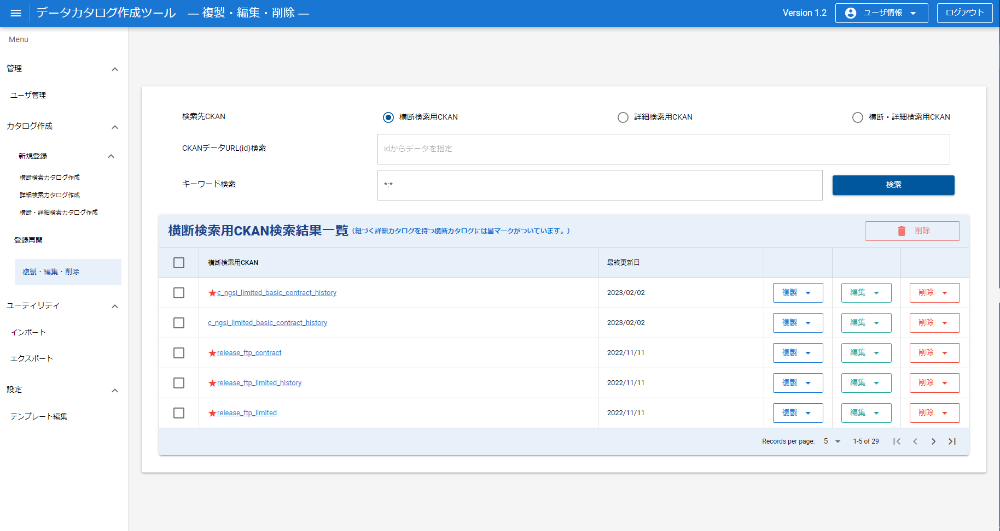 データカタログ作成ツール — 複製・編集・削除 —
Version 1.2
ユーザ情報
ログアウト
Menu
管理
ユーザ管理
カタログ作成
新規登録
横断検索カタログ作成
詳細検索カタログ作成
横断・詳細検索カタログ作成
登録再開
複製・編集・削除
ユーティリティ
インポート
エクスポート
設定
テンプレート編集
検索先CKAN
横断検索用CKAN
詳細検索用CKAN
横断・詳細検索用CKAN
CKANデータURL(id)検索
idからデータを指定
キーワード検索
*:*
検索
横断検索用CKAN検索結果一覧(紐づく詳細カタログを持つ横断カタログには星マークがついています。)
削除
横断検索用CKAN 最終更新日
★c_ngsi_limited_basic_contract_history 2023/02/02 複製 編集 削除
c_ngsi_limited_basic_contract_history 2023/02/02 複製 編集 削除
★release_ftp_contract 2022/11/11 複製 編集 削除
★release_ftp_limited_history 2022/11/11 複製 編集 削除
★release_ftp_limited 2022/11/11 複製 編集 削除
Records per page: 5 1-5 of 29